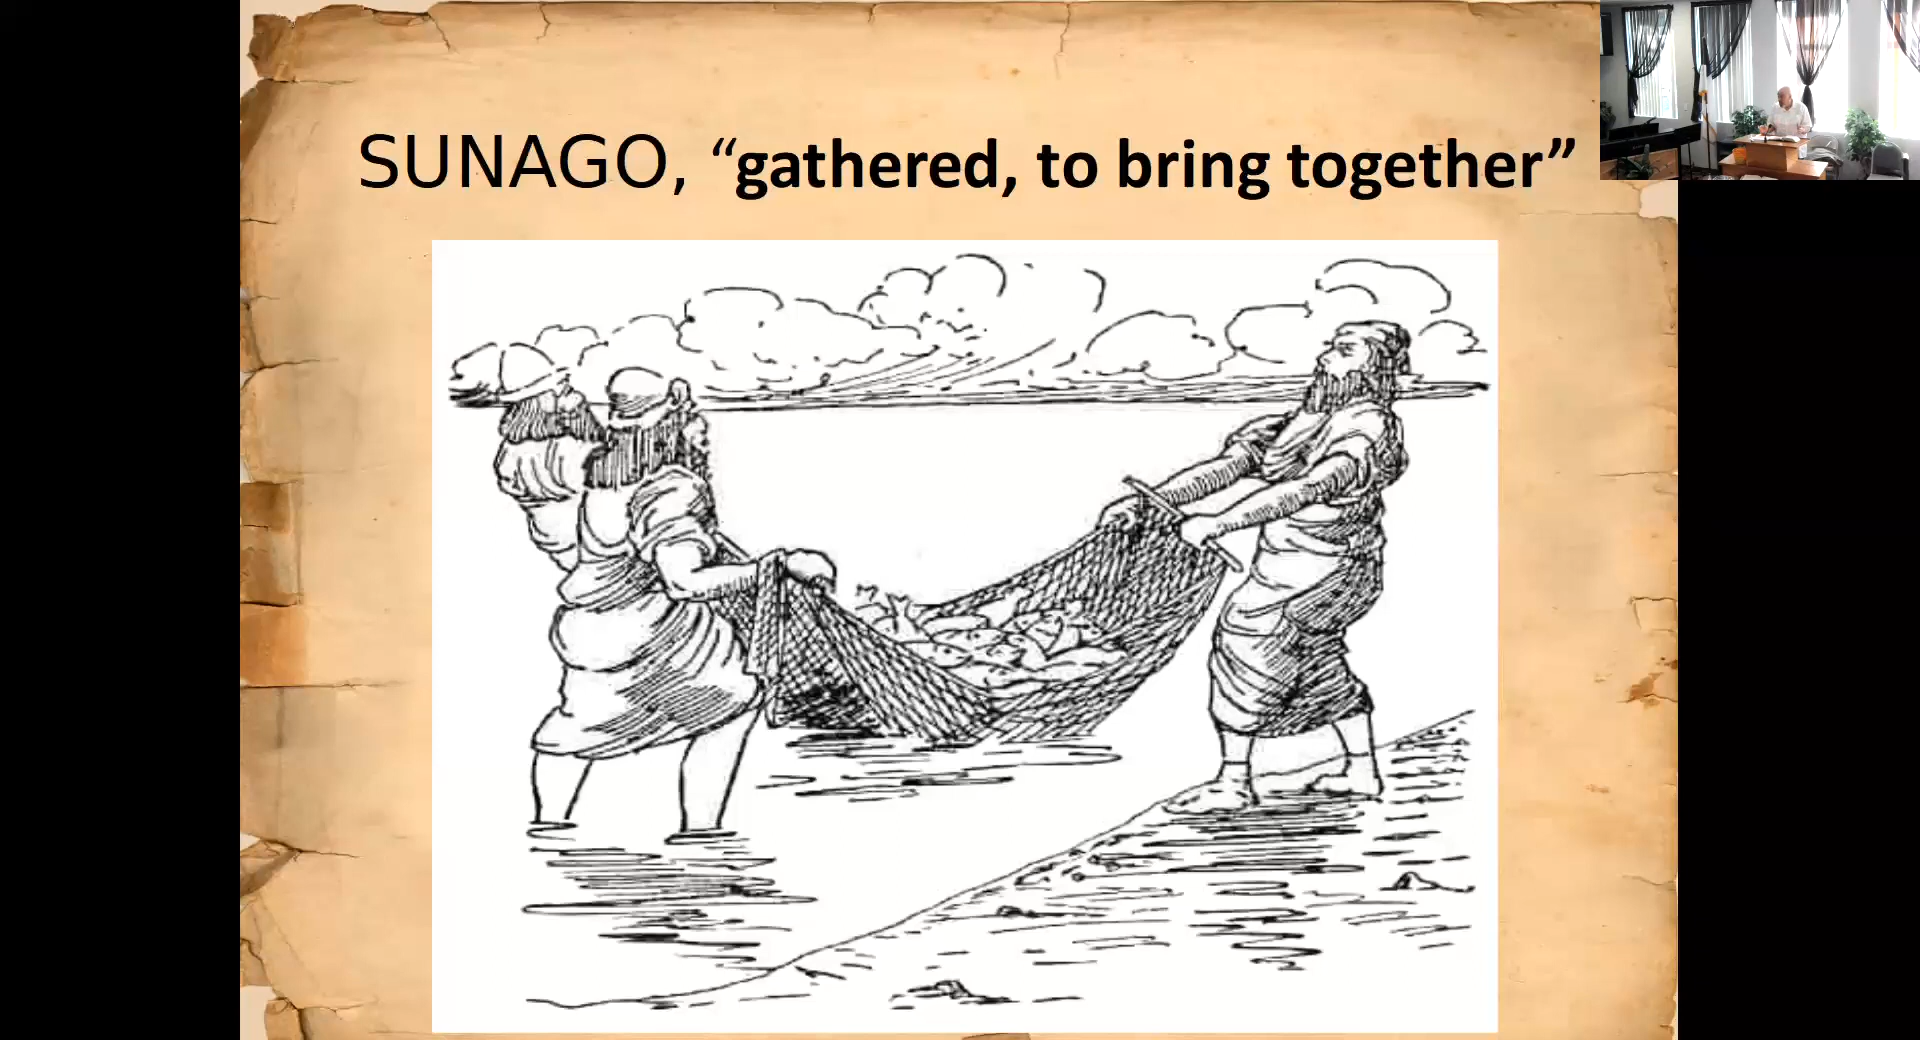 SUNAGO, “gathered, to bring together”